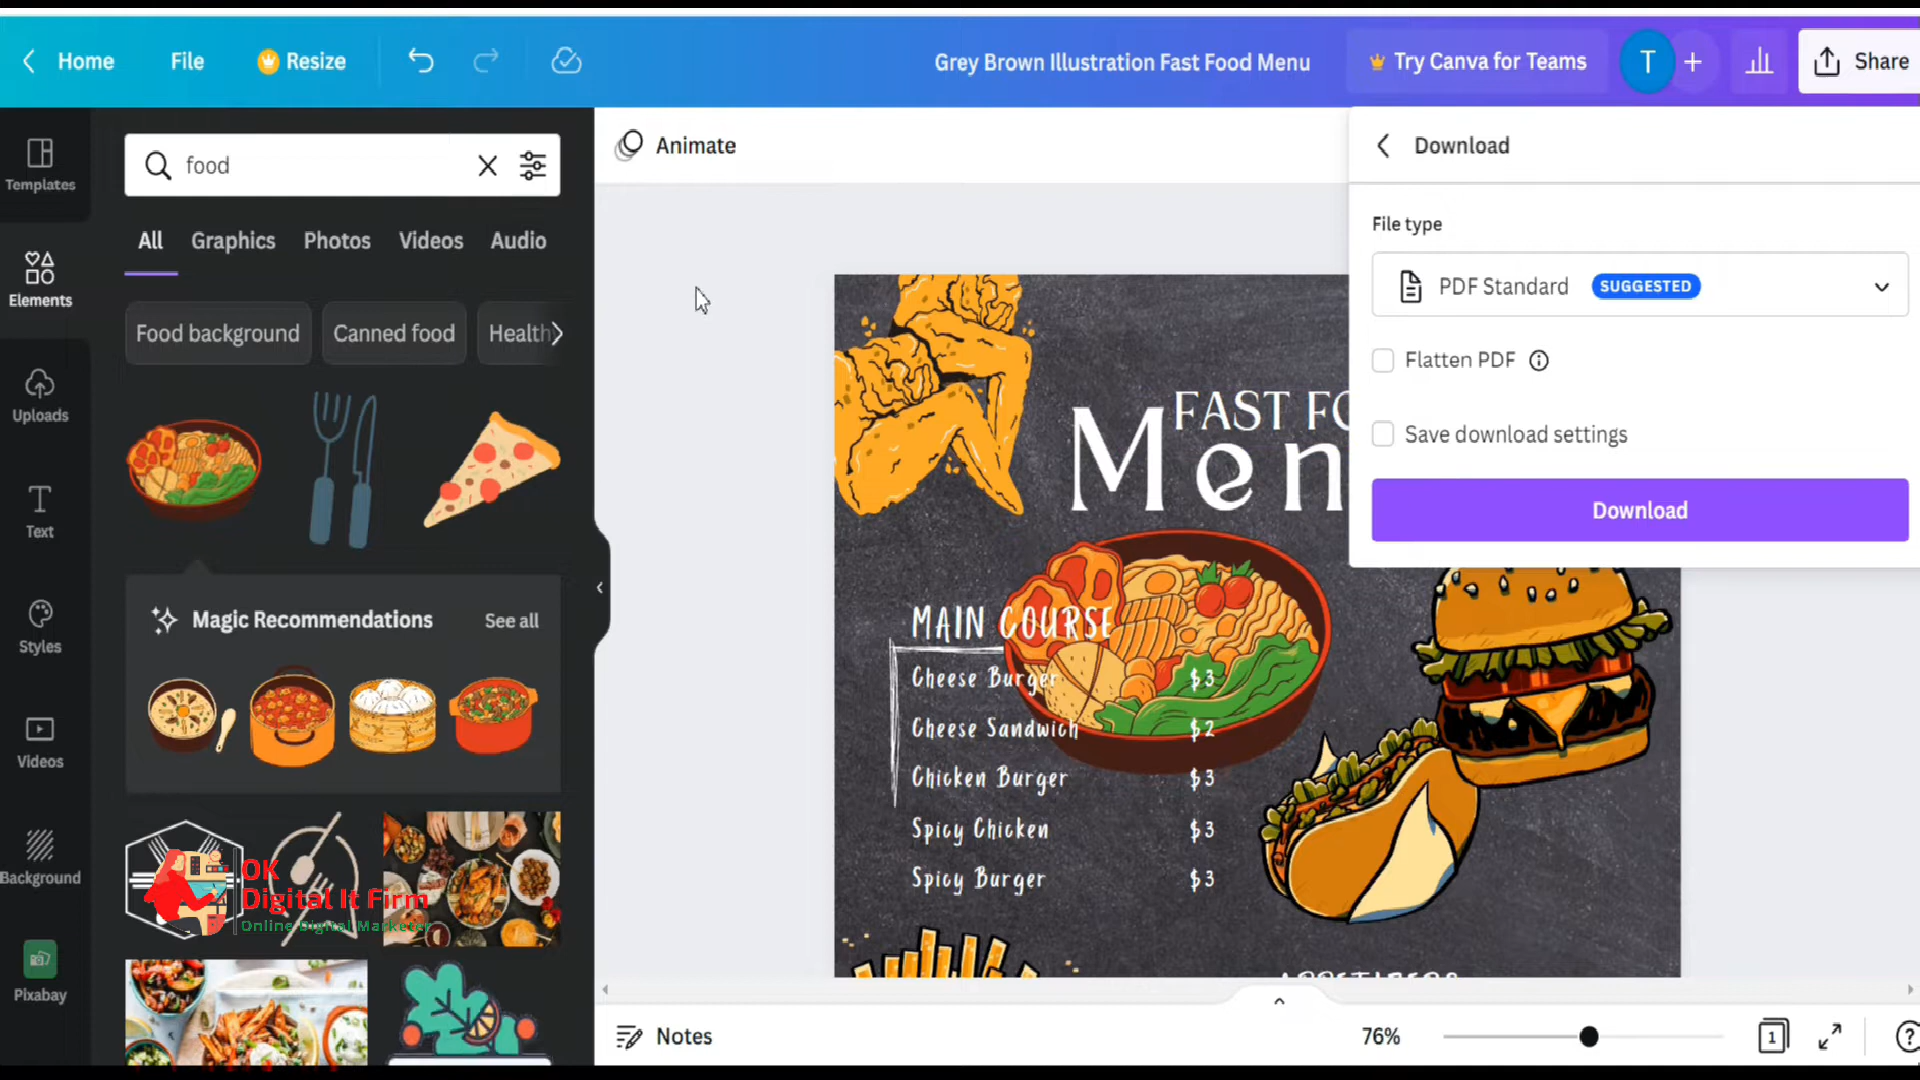 Home File Resize Grey Brown Illustration Fast Food Menu Try Canva for Teams T + Share
Templates
Elements
Uploads
Text
Styles
Videos
Background
Pixabay
food
All Graphics Photos Videos Audio
Food background Canned food Health
Magic Recommendations See all
OK
Digital It Firm
Online Digital Marketer
Animate
FAST FO
Men
MAIN COURSE
Cheese Burger $3
Cheese Sandwich $2
Chicken Burger $3
Spicy Chicken $3
Spicy Burger $3
APPETIZERS
Download
File type
PDF Standard SUGGESTED
Flatten PDF
Save download settings
Download
Notes 76% 1 ?